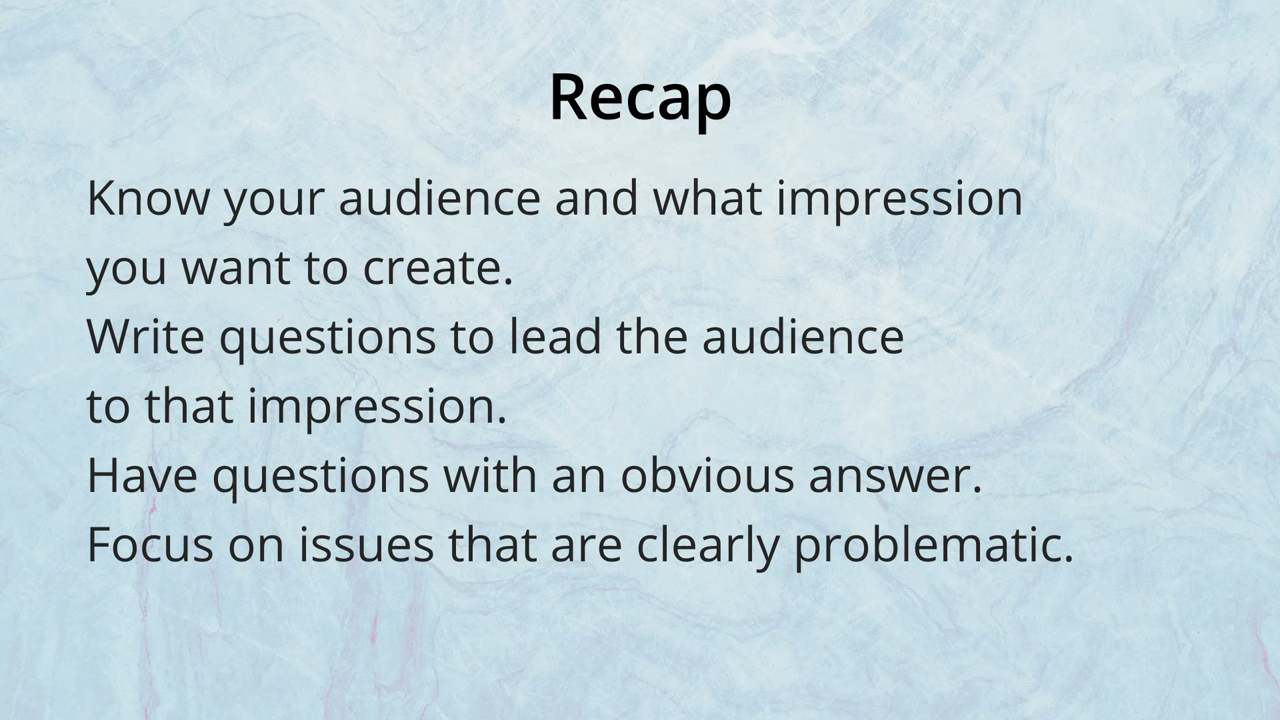 Recap
Know your audience and what impression
you want to create.
Write questions to lead the audience
to that impression.
Have questions with an obvious answer.
Focus on issues that are clearly problematic.